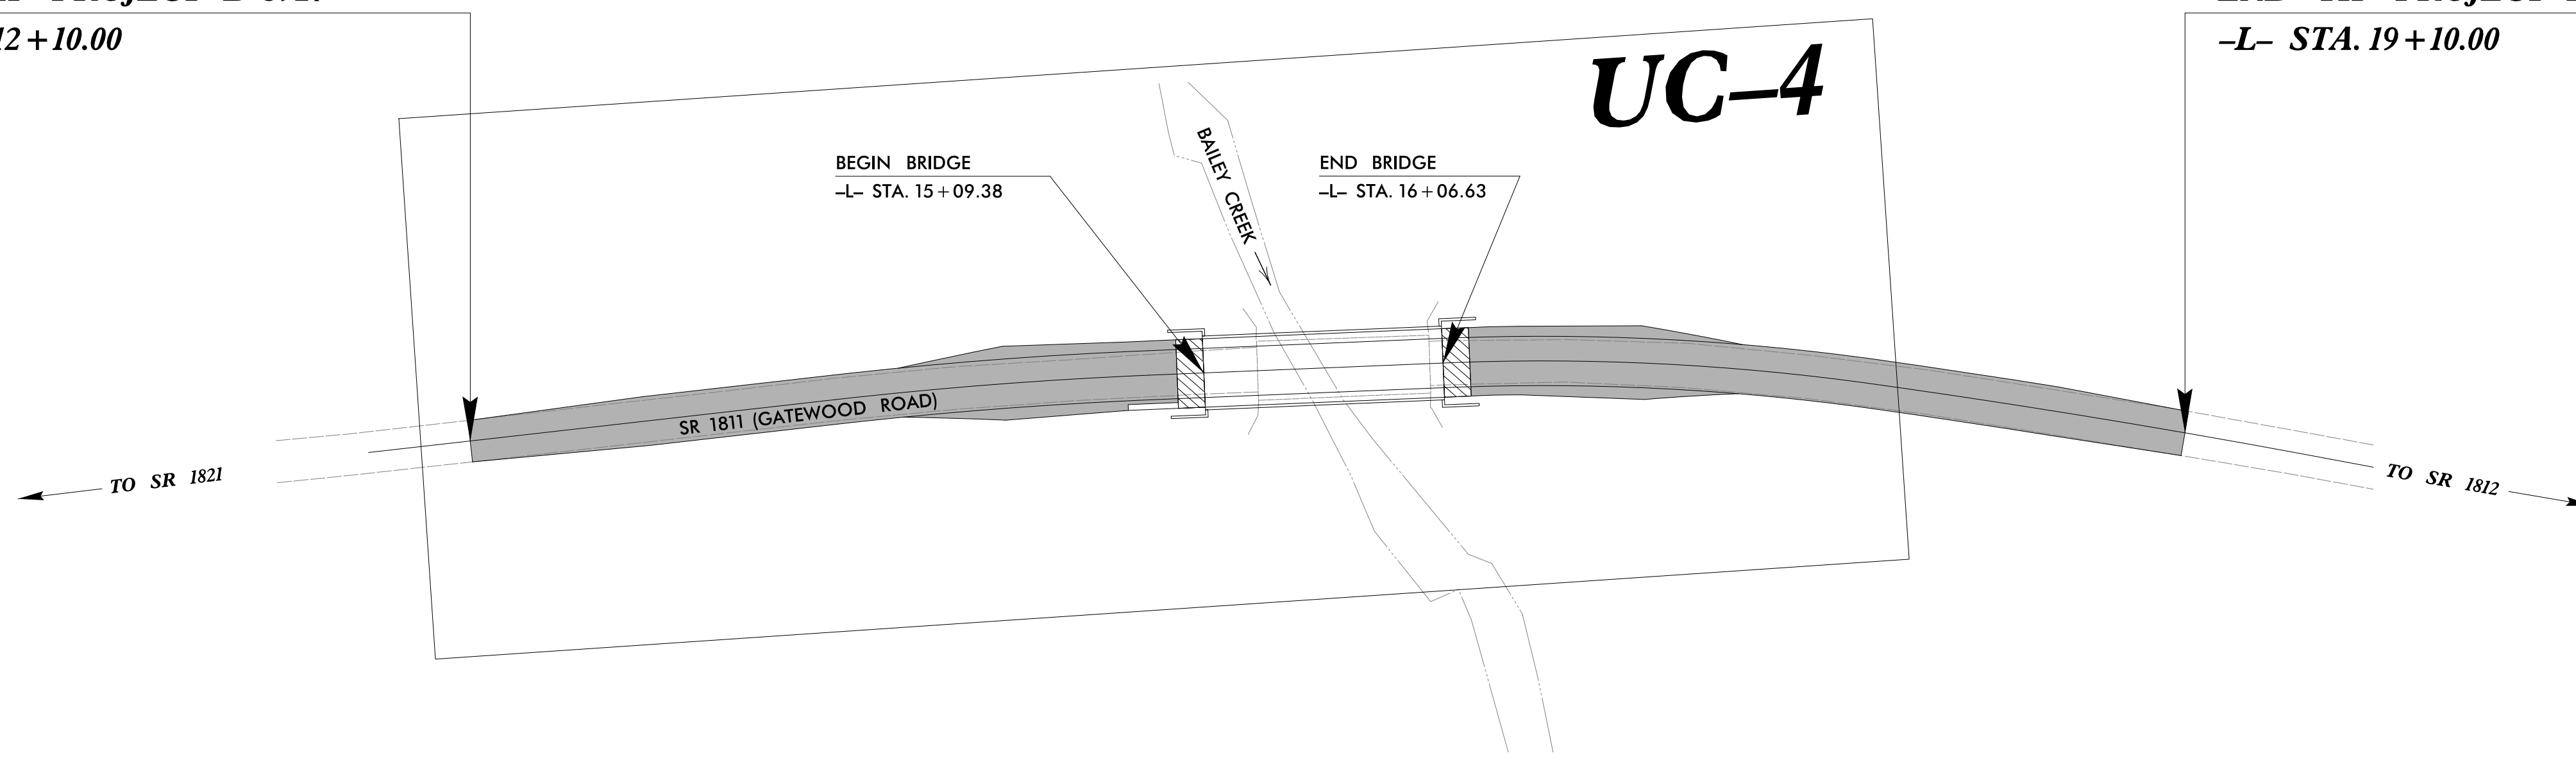 12+10.00
–L– STA. 19+10.00
UC–4
BAILEY CREEK
BEGIN BRIDGE
–L– STA. 15+09.38
END BRIDGE
–L– STA. 16+06.63
SR 1811 (GATEWOOD ROAD)
TO SR 1821
TO SR 1812